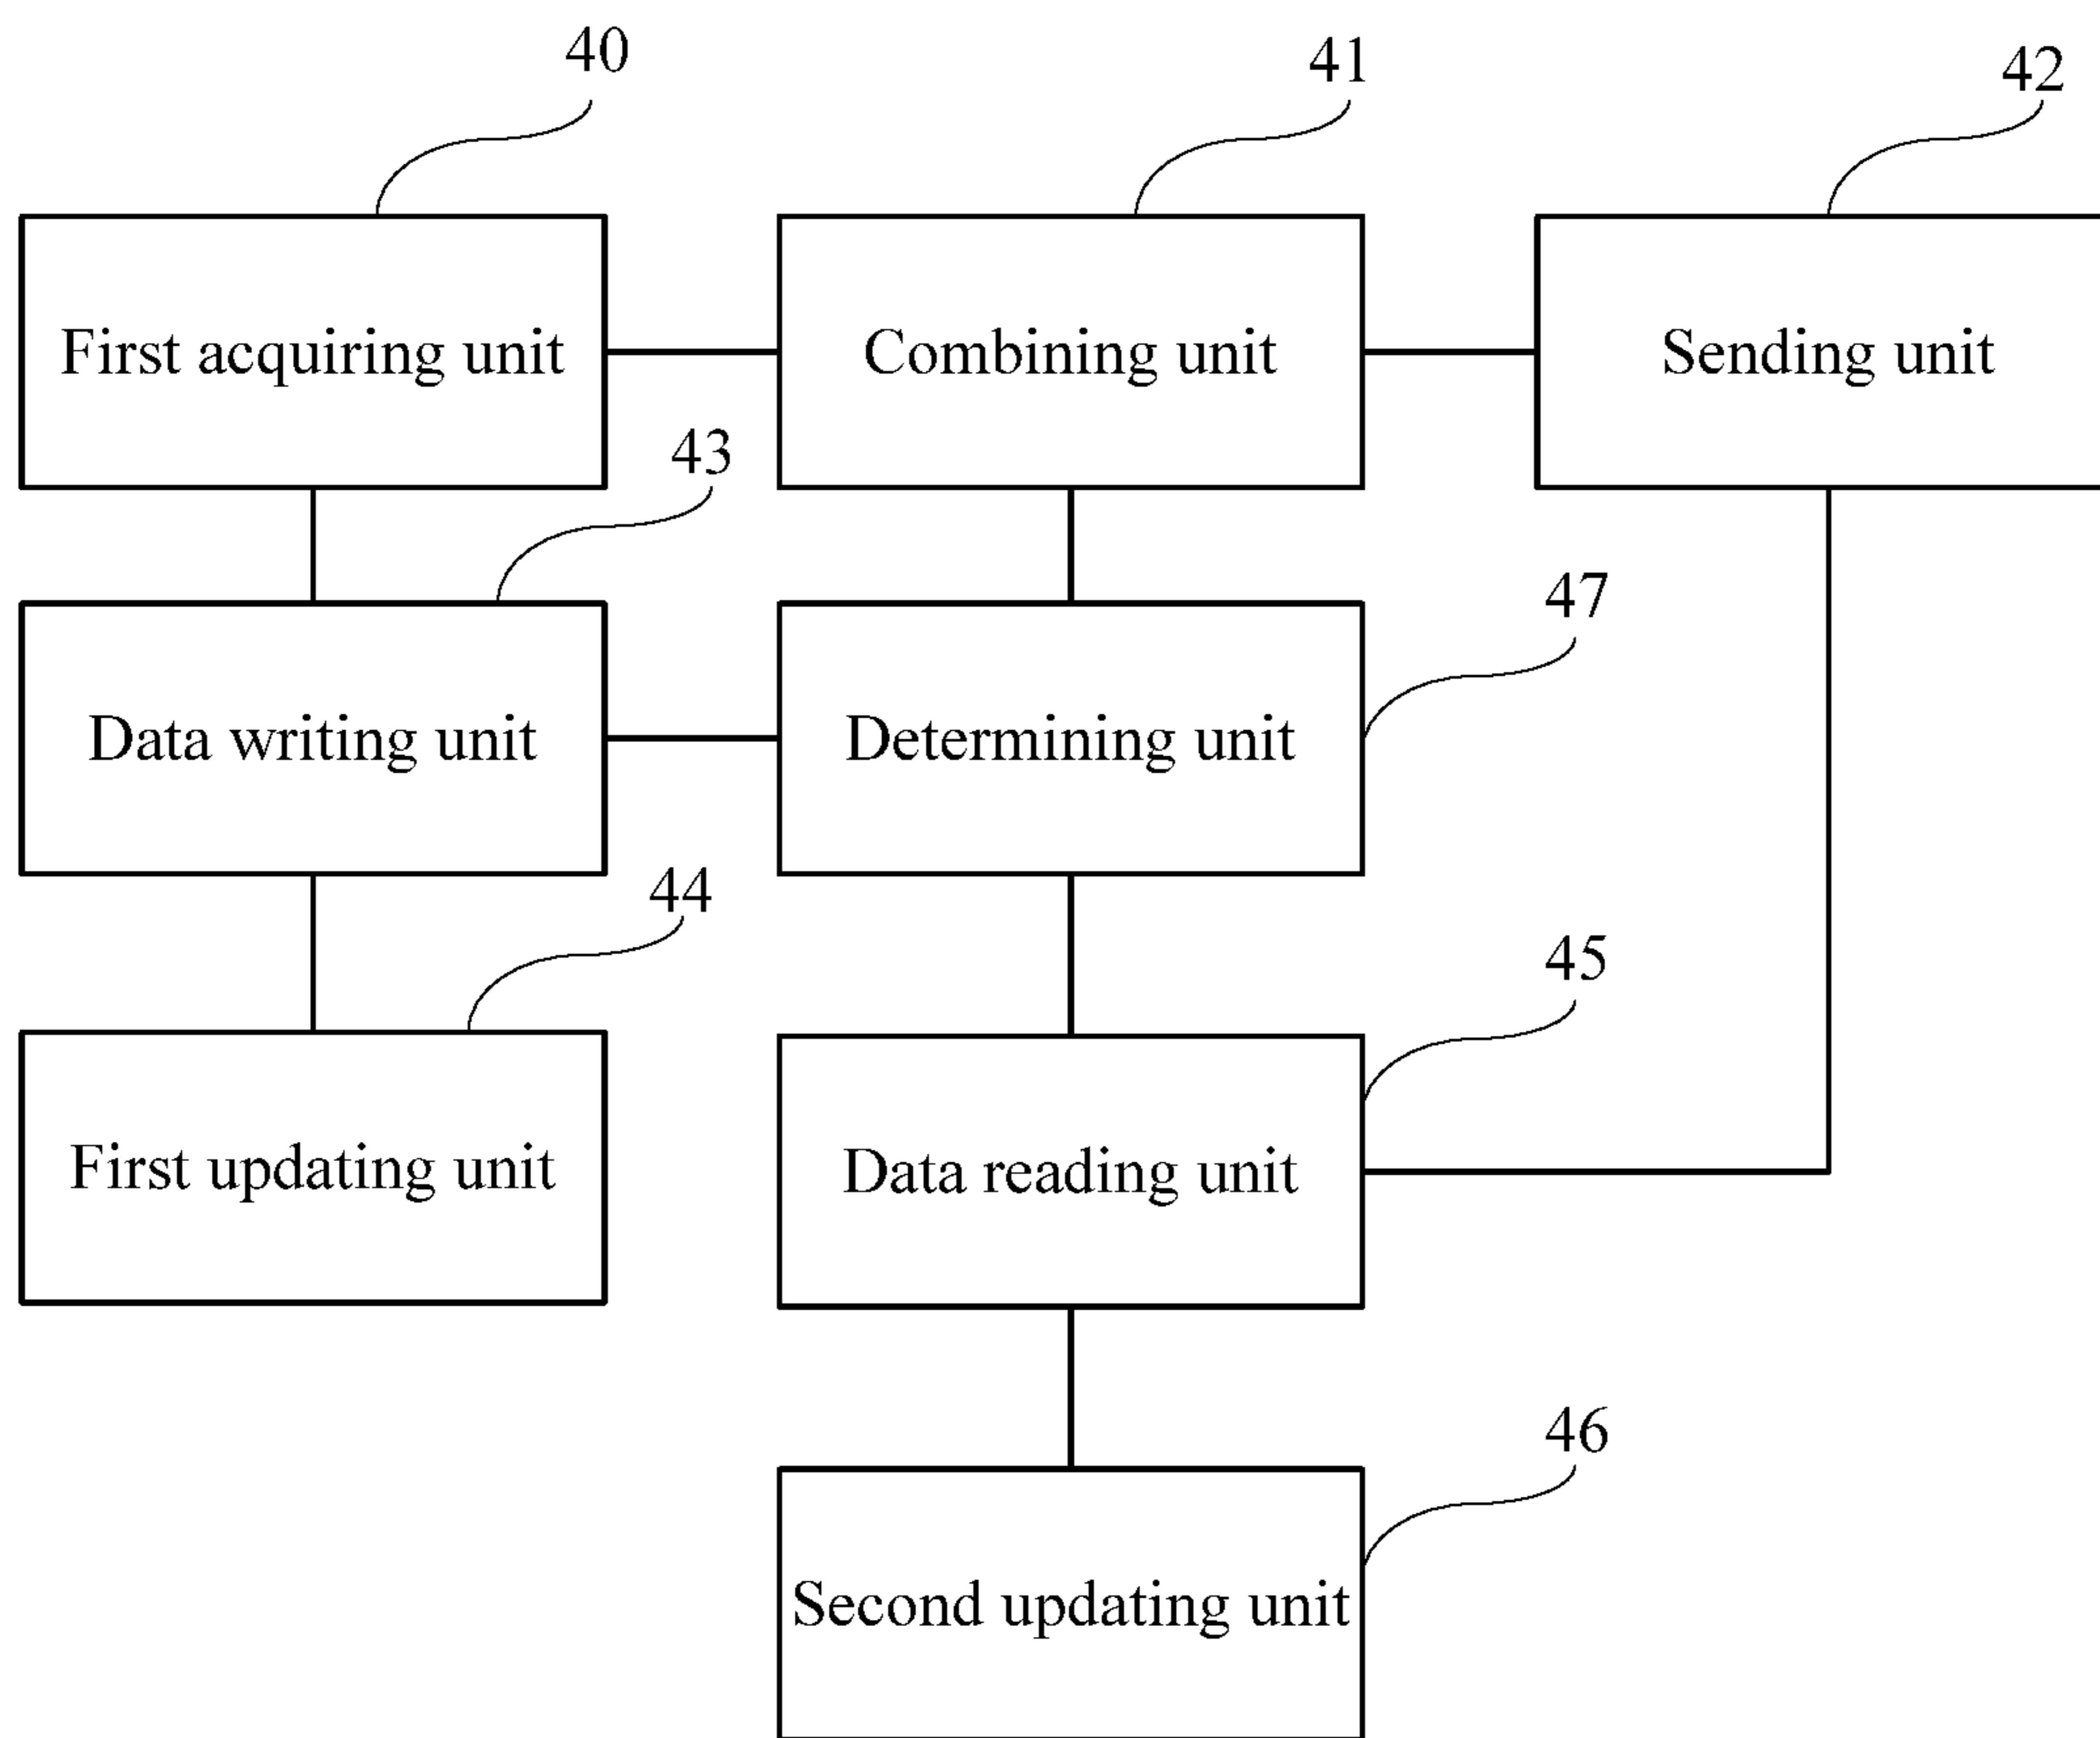 40
41
42
First acquiring unit
Combining unit
Sending unit
43
47
Data writing unit
Determining unit
44
45
First updating unit
Data reading unit
46
Second updating unit